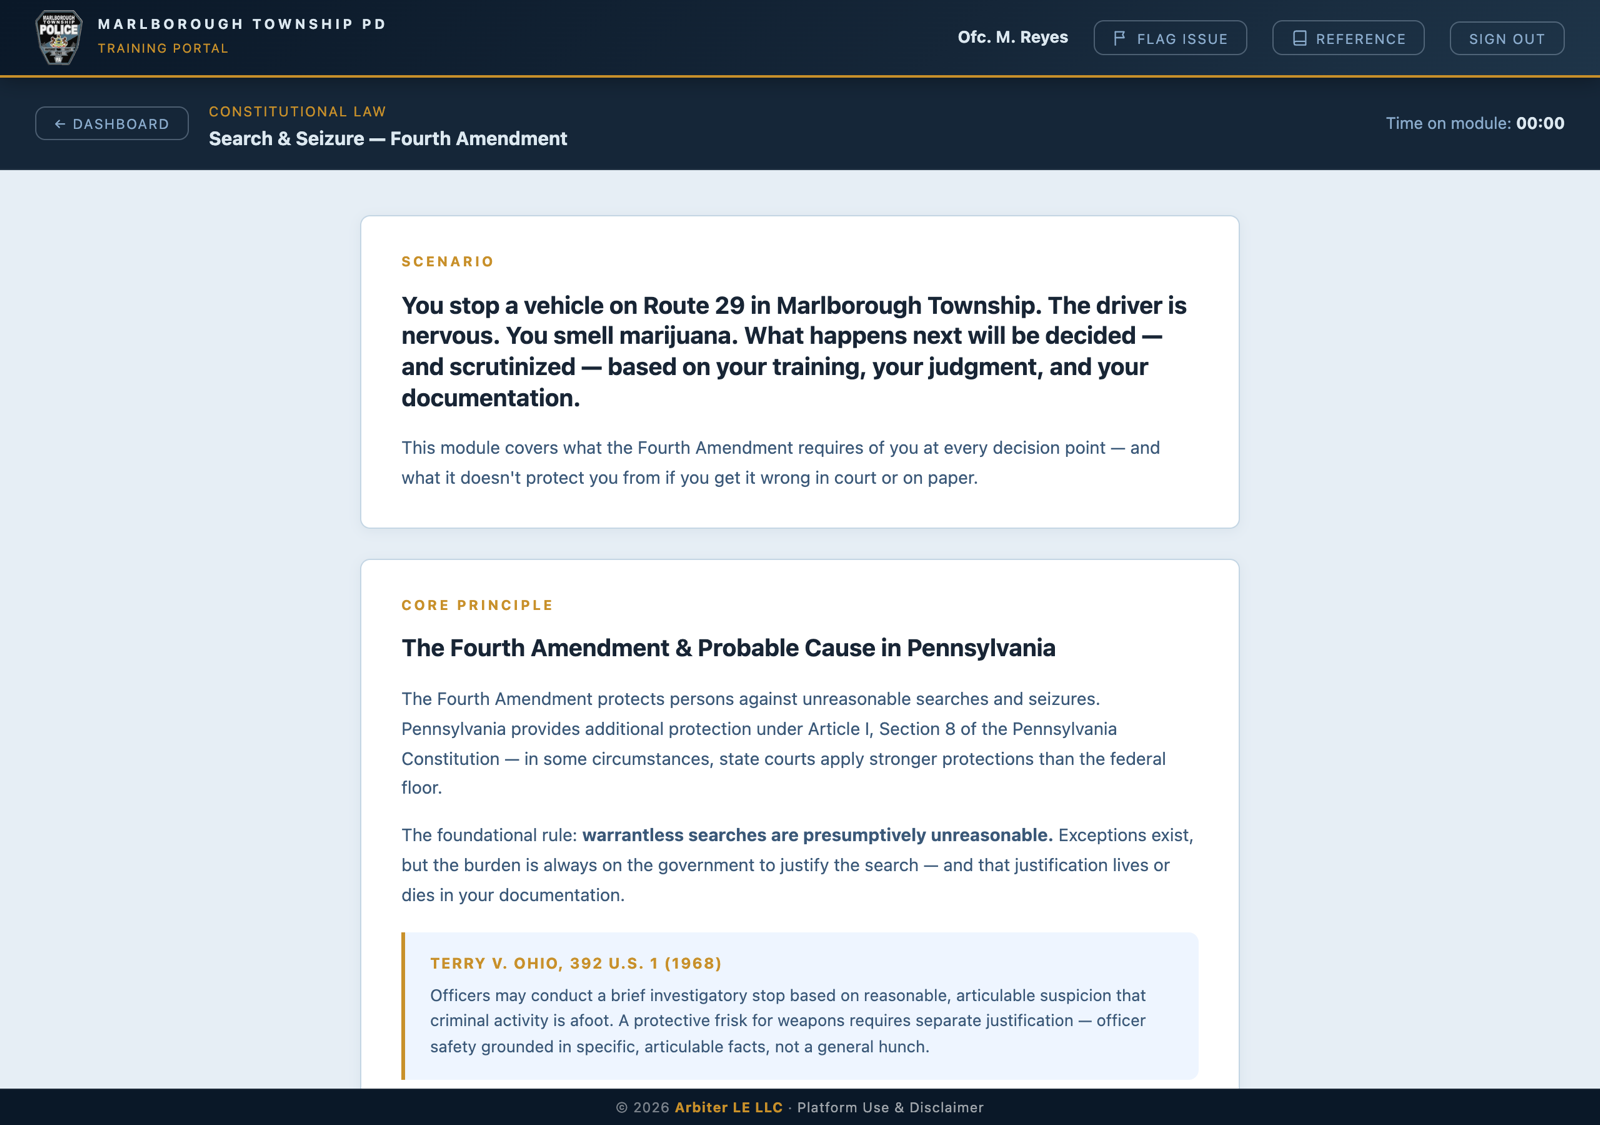 MARLBOROUGH
TOWNSHIP
POLICE
MARLBOROUGH TOWNSHIP PD
TRAINING PORTAL
Ofc. M. Reyes
FLAG ISSUE
REFERENCE
SIGN OUT
← DASHBOARD
CONSTITUTIONAL LAW
Search & Seizure — Fourth Amendment
Time on module: 00:00
SCENARIO
You stop a vehicle on Route 29 in Marlborough Township. The driver is
nervous. You smell marijuana. What happens next will be decided —
and scrutinized — based on your training, your judgment, and your
documentation.
This module covers what the Fourth Amendment requires of you at every decision point — and
what it doesn't protect you from if you get it wrong in court or on paper.
CORE PRINCIPLE
The Fourth Amendment & Probable Cause in Pennsylvania
The Fourth Amendment protects persons against unreasonable searches and seizures.
Pennsylvania provides additional protection under Article I, Section 8 of the Pennsylvania
Constitution — in some circumstances, state courts apply stronger protections than the federal
floor.
The foundational rule: warrantless searches are presumptively unreasonable. Exceptions exist,
but the burden is always on the government to justify the search — and that justification lives or
dies in your documentation.
TERRY V. OHIO, 392 U.S. 1 (1968)
Officers may conduct a brief investigatory stop based on reasonable, articulable suspicion that
criminal activity is afoot. A protective frisk for weapons requires separate justification — officer
safety grounded in specific, articulable facts, not a general hunch.
© 2026 Arbiter LE LLC · Platform Use & Disclaimer